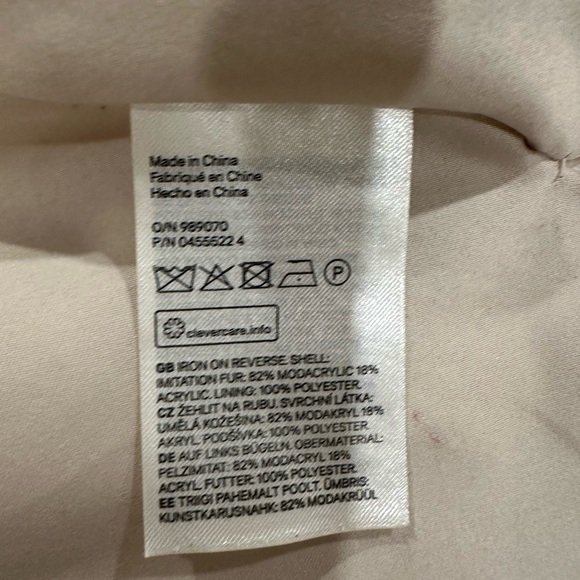 Made in China
Fabriqué en Chine
Hecho en China
O/N 989070
P/N 0455522 4
P
clevercare.info
GB IRON ON REVERSE. SHELL:
IMITATION FUR: 82% MODACRYLIC 18%
ACRYLIC. LINING: 100% POLYESTER.
CZ ŽEHLIT NA RUBU. SVRCHNÍ LÁTKA:
UMĚLÁ KOŽEŠINA: 82% MODAKRYL 18%
AKRYL. PODŠÍVKA: 100% POLYESTER.
DE AUF LINKS BÜGELN. OBERMATERIAL:
PELZIMITAT: 82% MODACRYL 18%
ACRYL. FUTTER: 100% POLYESTER.
EE TRIIGI PAHEMALT POOLT. ÜMBRIS:
KUNSTKARUSNAHK: 82% MODAKRÜÜL